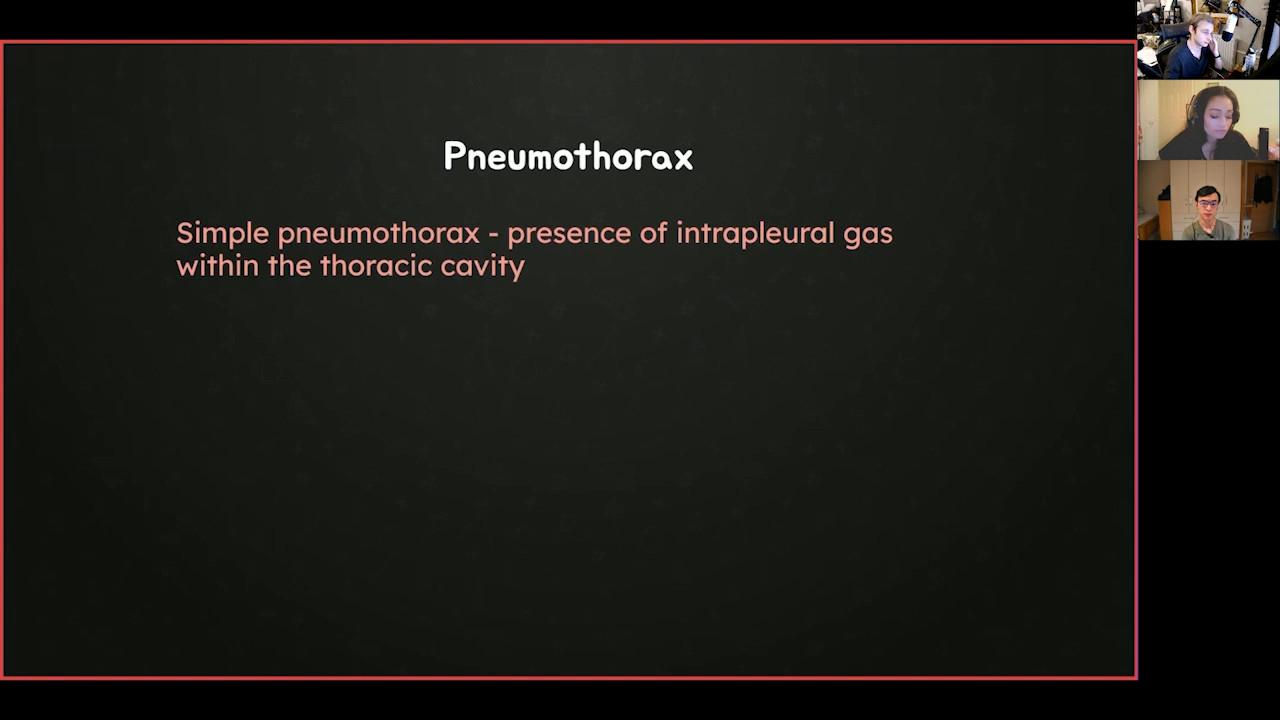 Pneumothorax
Simple pneumothorax - presence of intrapleural gas
within the thoracic cavity